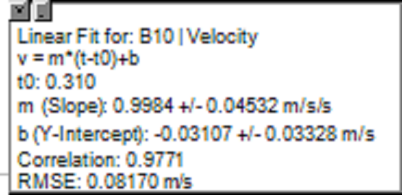 Linear Fit for: B10 | Velocity
v = m*(t-t0)+b
t0: 0.310
m (Slope): 0.9984 +/- 0.04532 m/s/s
b (Y-Intercept): -0.03107 +/- 0.03328 m/s
Correlation: 0.9771
RMSE: 0.08170 m/s